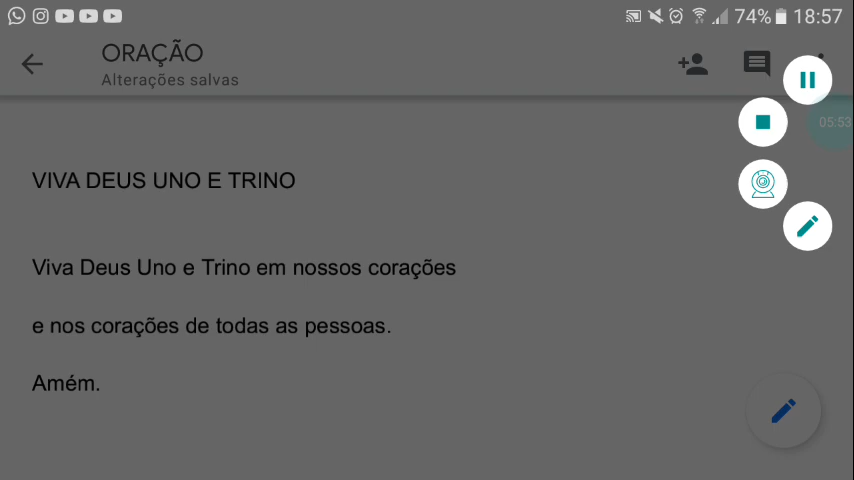 74% 18:57
ORAÇÃO
Alterações salvas
05:53
VIVA DEUS UNO E TRINO
Viva Deus Uno e Trino em nossos corações
e nos corações de todas as pessoas.
Amém.